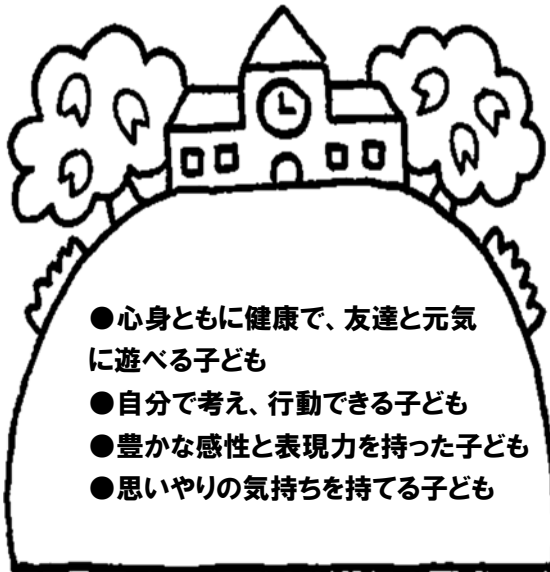 ●心身ともに健康で、友達と元気
に遊べる子ども
●自分で考え、行動できる子ども
●豊かな感性と表現力を持った子ども
●思いやりの気持ちを持てる子ども